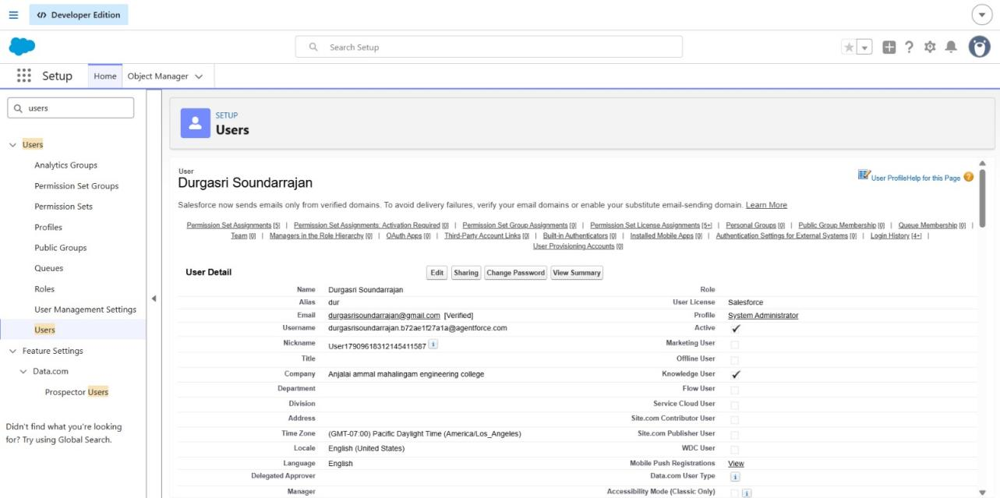 Developer Edition
Search Setup
Setup
Home
Object Manager
users
Users
Analytics Groups
Permission Set Groups
Permission Sets
Profiles
Public Groups
Queues
Roles
User Management Settings
Users
Feature Settings
Data.com
Prospector Users
Didn't find what you're looking
for? Try using Global Search.
SETUP
Users
User
Durgasri Soundarrajan
User Profile Help for this Page
Salesforce now sends emails only from verified domains. To avoid delivery failures, verify your email domains or enable your substitute email-sending domain. Learn More
Permission Set Assignments [5] | Permission Set Assignments: Activation Required [0] | Permission Set Group Assignments [0] | Permission Set License Assignments [5+] | Personal Groups [0] | Public Group Membership [0] | Queue Membership [0] |
Team [0] | Managers in the Role Hierarchy [0] | OAuth Apps [0] | Third-Party Account Links [0] | Built-in Authenticators [0] | Installed Mobile Apps [0] | Authentication Settings for External Systems [0] | Login History [4+] |
User Provisioning Accounts [0]
User Detail Edit Sharing Change Password View Summary
Name Durgasri Soundarrajan Role
Alias dur User License Salesforce
Email durgasrisoundarrajan@gmail.com [Verified] Profile System Administrator
Username durgasrisoundarrajan.b72ae1f27a1a@agentforce.com Active
Nickname User17909618312145411587 Marketing User
Title Offline User
Company Anjalai ammal mahalingam engineering college Knowledge User
Department Flow User
Division Service Cloud User
Address Site.com Contributor User
Time Zone (GMT-07:00) Pacific Daylight Time (America/Los_Angeles) Site.com Publisher User
Locale English (United States) WDC User
Language English Mobile Push Registrations View
Delegated Approver Data.com User Type
Manager Accessibility Mode (Classic Only)